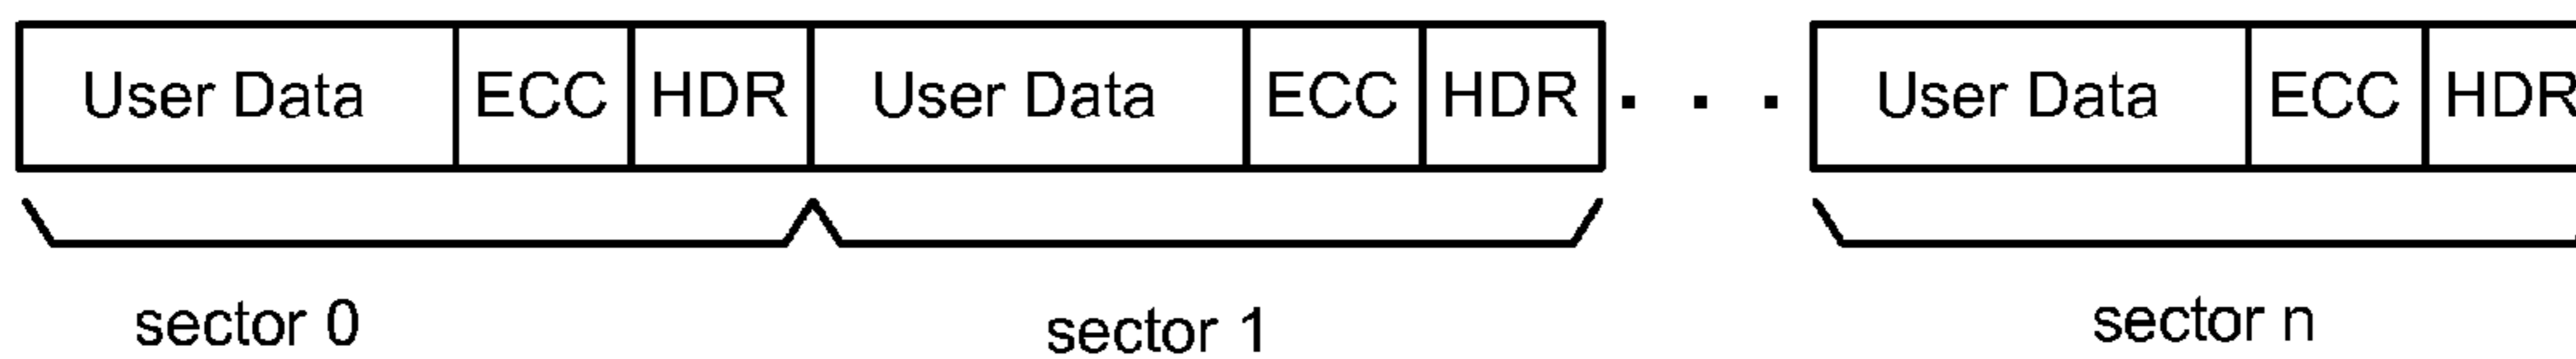 User Data ECC HDR User Data ECC HDR . . . User Data ECC HDR
sector 0 sector 1 sector n